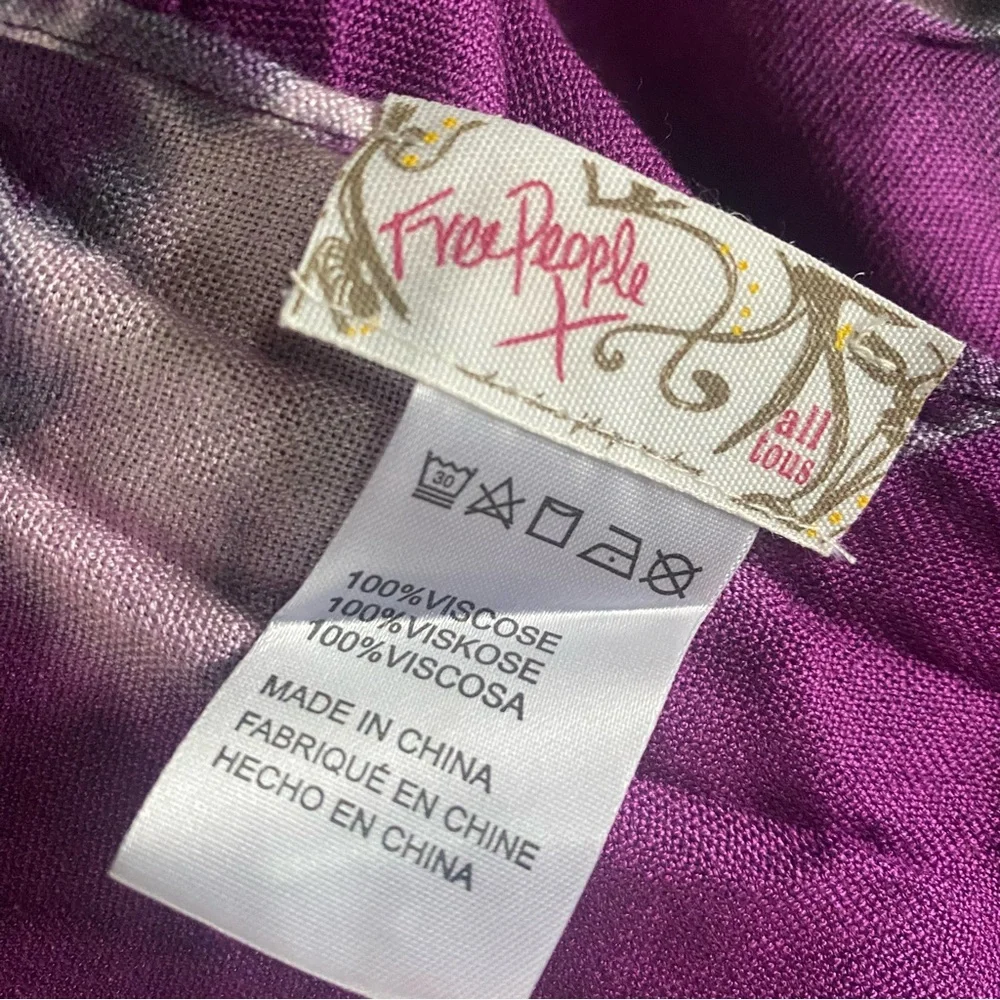 Free People
all
tous
30
100%VISCOSE
100%VISKOSE
100%VISCOSA
MADE IN CHINA
FABRIQUÉ EN CHINE
HECHO EN CHINA